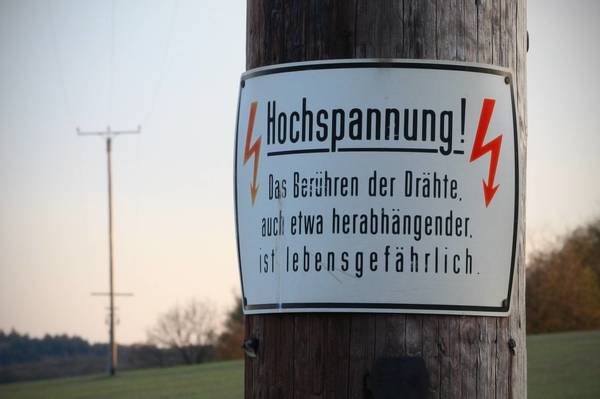 Hochspannung!
Das Berühren der Drähte,
auch etwa herabhängender,
ist lebensgefährlich.